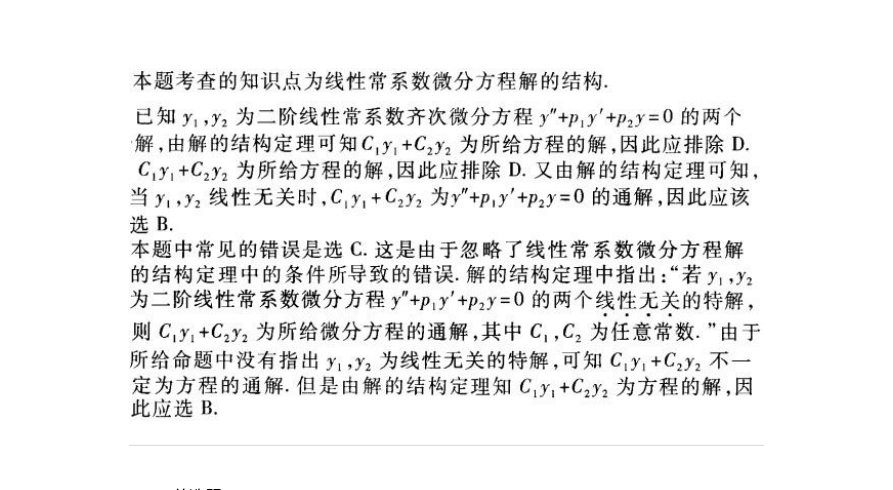 本题考查的知识点为线性常系数微分方程解的结构.
已知 y₁,y₂ 为二阶线性常系数齐次微分方程 y″+p₁y′+p₂y=0 的两个
解,由解的结构定理可知C₁y₁+C₂y₂ 为所给方程的解,因此应排除 D.
C₁y₁+C₂y₂ 为所给方程的解,因此应排除 D. 又由解的结构定理可知,
当 y₁,y₂ 线性无关时,C₁y₁+C₂y₂ 为y″+p₁y′+p₂y=0 的通解,因此应该
选 B.
本题中常见的错误是选 C. 这是由于忽略了线性常系数微分方程解
的结构定理中的条件所导致的错误. 解的结构定理中指出:“若 y₁,y₂
为二阶线性常系数微分方程 y″+p₁y′+p₂y=0 的两个线性无关的特解,
则 C₁y₁+C₂y₂ 为所给微分方程的通解,其中 C₁,C₂ 为任意常数. ”由于
所给命题中没有指出 y₁,y₂ 为线性无关的特解,可知 C₁y₁+C₂y₂ 不一
定为方程的通解. 但是由解的结构定理知 C₁y₁+C₂y₂ 为方程的解,因
此应选 B.